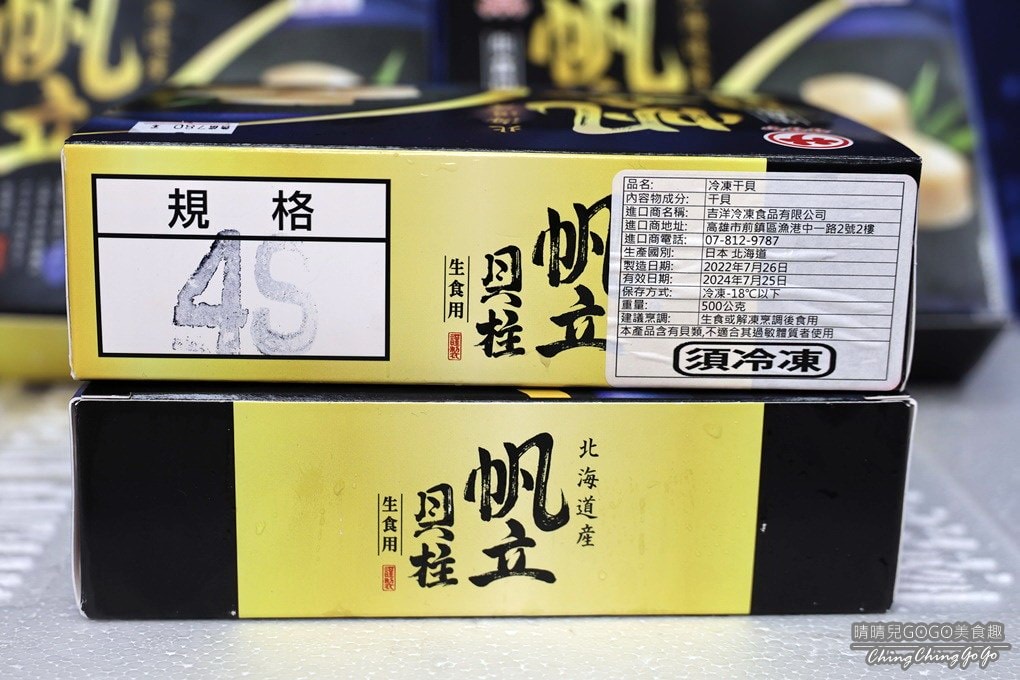 帆立
帆
規格
4S
生食用
謹製
貝柱
帆立
品名: 冷凍干貝
內容物成分: 干貝
進口商名稱: 吉洋冷凍食品有限公司
進口商地址: 高雄市前鎮區漁港中一路2號2樓
進口商電話: 07-812-9787
生產國別: 日本 北海道
製造日期: 2022年7月26日
有效日期: 2024年7月25日
保存方式: 冷凍-18℃以下
重量: 500公克
建議烹調: 生食或解凍烹調後食用
本產品含有貝類,不適合其過敏體質者使用
須冷凍
北海道産
帆立
貝柱
生食用
謹製
晴晴兒GOGO美食趣
ChingChingGoGo